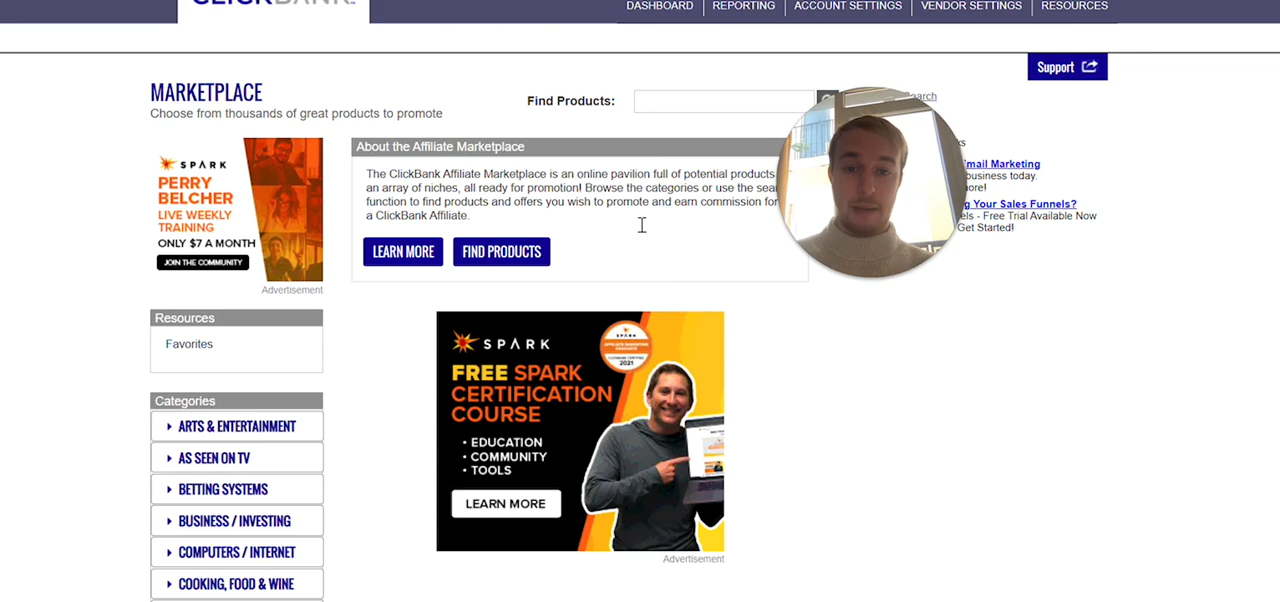 CLICKBANK
DASHBOARD
REPORTING
ACCOUNT SETTINGS
VENDOR SETTINGS
RESOURCES
Support
MARKETPLACE
Choose from thousands of great products to promote
Find Products:
SPARK
PERRY
BELCHER
LIVE WEEKLY
TRAINING
ONLY $7 A MONTH
JOIN THE COMMUNITY
Advertisement
About the Affiliate Marketplace
The ClickBank Affiliate Marketplace is an online pavilion full of potential products
an array of niches, all ready for promotion! Browse the categories or use the sea
function to find products and offers you wish to promote and earn commission for
a ClickBank Affiliate.
LEARN MORE
FIND PRODUCTS
Email Marketing
business today.
g Your Sales Funnels?
els - Free Trial Available Now
Get Started!
Resources
Favorites
Categories
ARTS & ENTERTAINMENT
AS SEEN ON TV
BETTING SYSTEMS
BUSINESS / INVESTING
COMPUTERS / INTERNET
COOKING, FOOD & WINE
SPARK
FREE SPARK
CERTIFICATION
COURSE
• EDUCATION
• COMMUNITY
• TOOLS
LEARN MORE
Advertisement